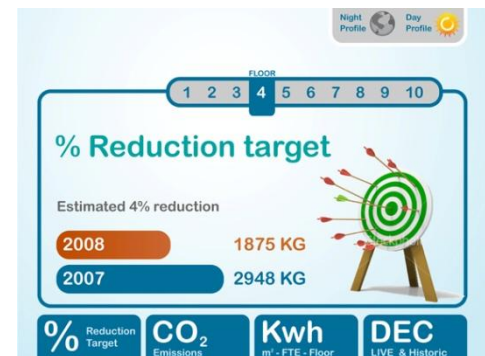 Night Profile
Day Profile
FLOOR
1 2 3 4 5 6 7 8 9 10
% Reduction target
Estimated 4% reduction
2008 1875 KG
2007 2948 KG
% Reduction Target
CO₂ Emissions
Kwh
m² - FTE - Floor
DEC
LIVE & Historic